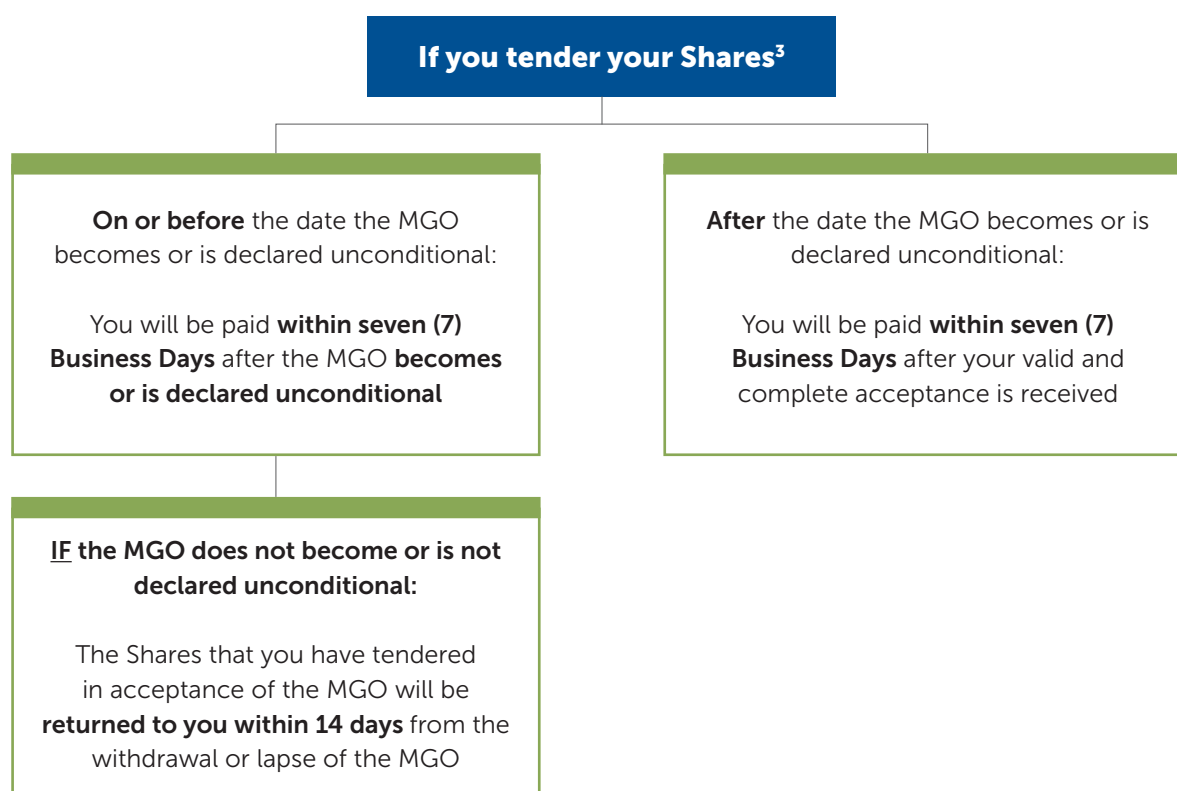 If you tender your Shares³
On or before the date the MGO
becomes or is declared unconditional:
You will be paid within seven (7)
Business Days after the MGO becomes
or is declared unconditional
After the date the MGO becomes or is
declared unconditional:
You will be paid within seven (7)
Business Days after your valid and
complete acceptance is received
IF the MGO does not become or is not
declared unconditional:
The Shares that you have tendered
in acceptance of the MGO will be
returned to you within 14 days from the
withdrawal or lapse of the MGO